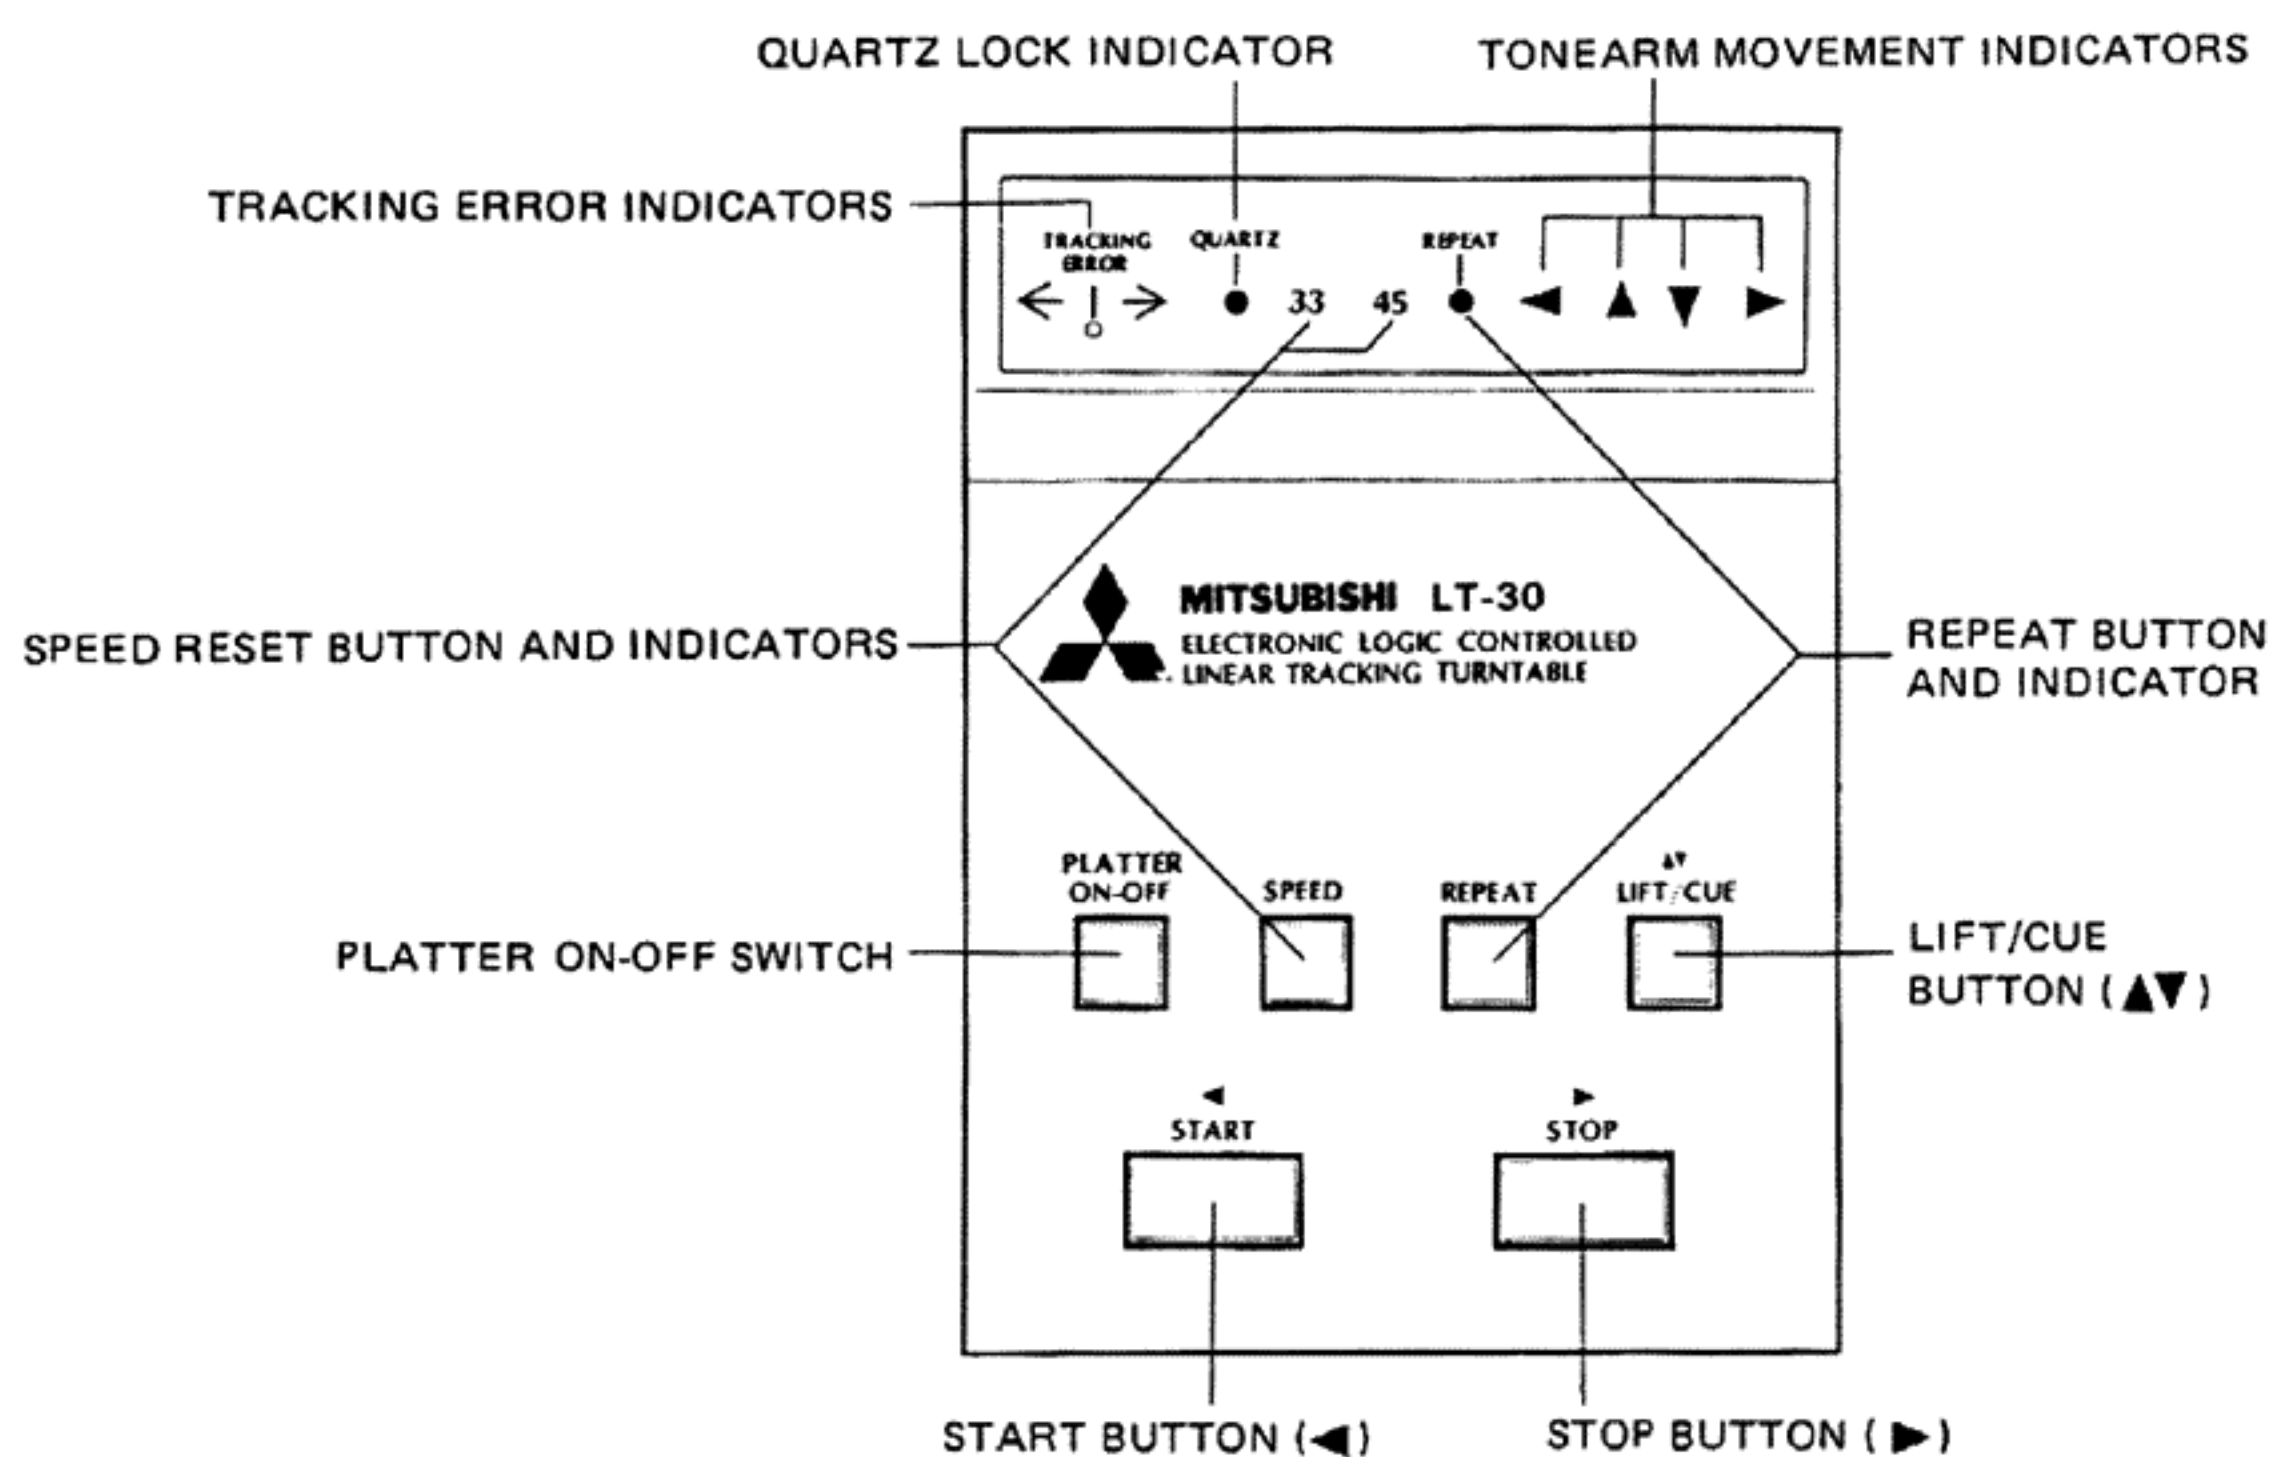 QUARTZ LOCK INDICATOR
TONEARM MOVEMENT INDICATORS
TRACKING ERROR INDICATORS
TRACKING
ERROR
QUARTZ
33
45
REPEAT
MITSUBISHI LT-30
ELECTRONIC LOGIC CONTROLLED
LINEAR TRACKING TURNTABLE
SPEED RESET BUTTON AND INDICATORS
REPEAT BUTTON
AND INDICATOR
PLATTER
ON-OFF
SPEED
REPEAT
▲▼
LIFT/CUE
PLATTER ON-OFF SWITCH
LIFT/CUE
BUTTON (▲▼)
◀
START
▶
STOP
START BUTTON (◀)
STOP BUTTON (▶)